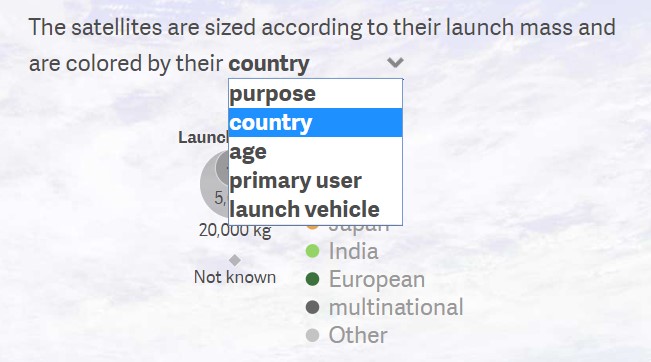 The satellites are sized according to their launch mass and
are colored by their country
purpose
country
age
primary user
launch vehicle
5,
20,000 kg
Not known
Japan
India
European
multinational
Other